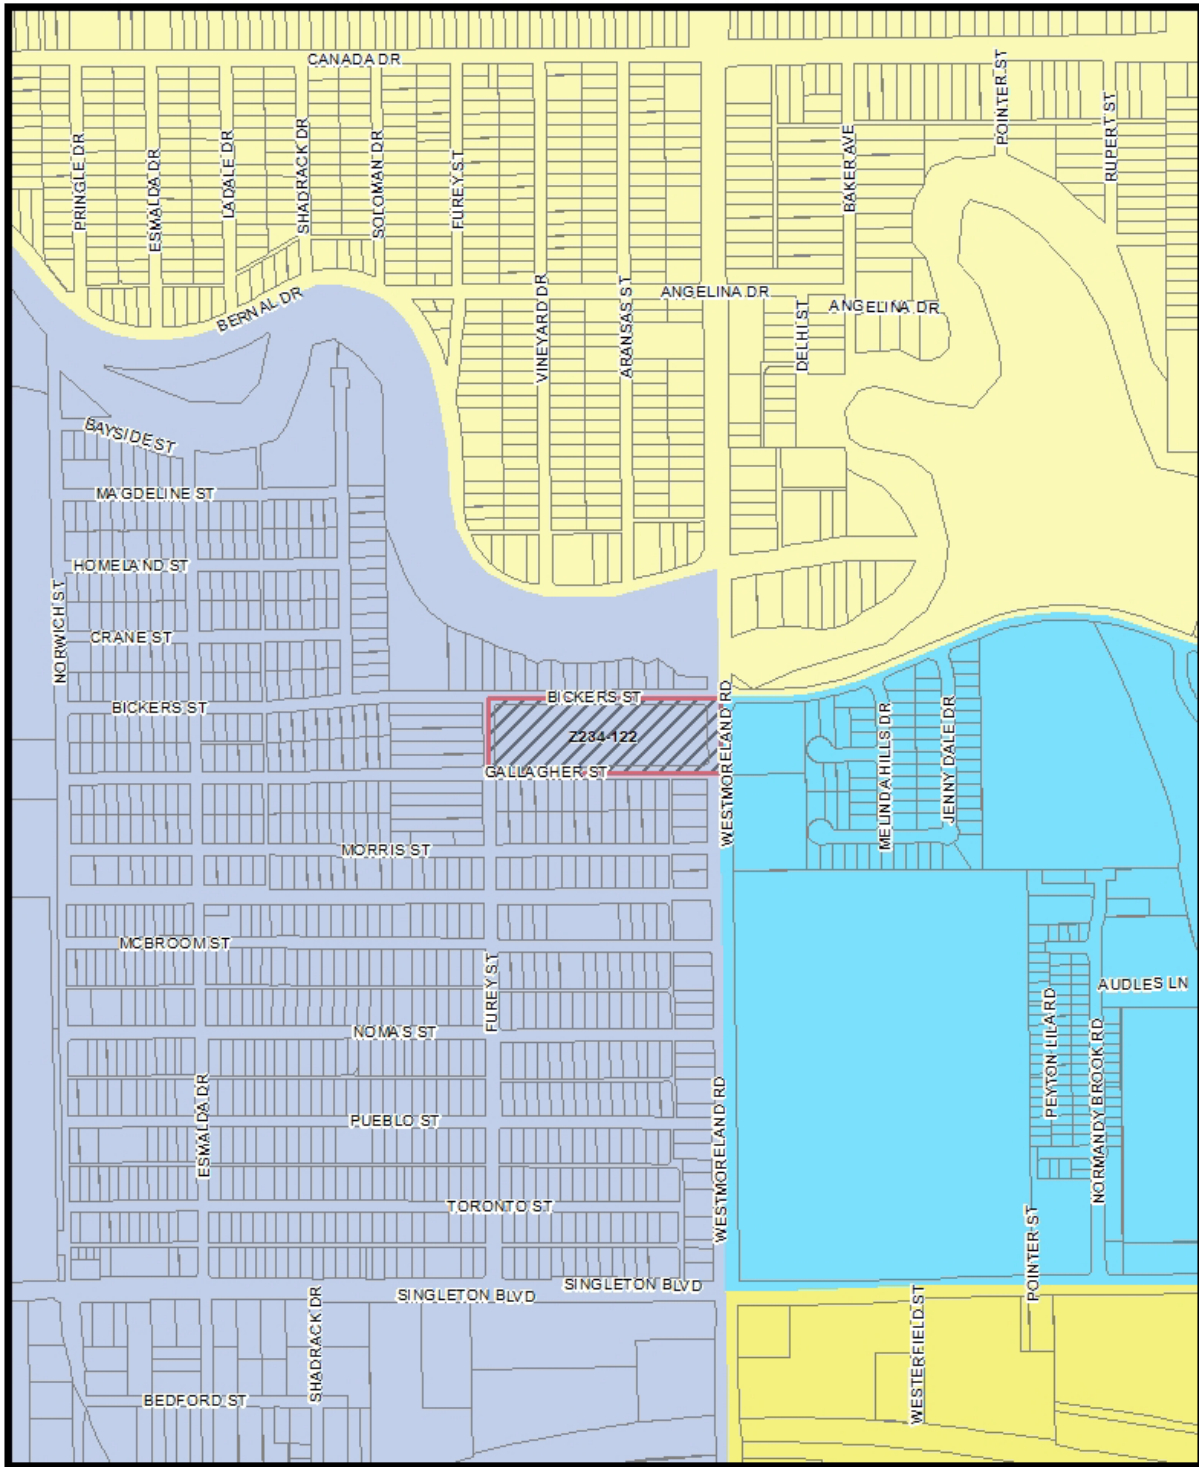 CANADA DR
PRINGLE DR
ESMALDA DR
LADALE DR
SHADRACK DR
SOLOMAN DR
FUREY ST
BAKER AVE
POINTER ST
RUPERT ST
BERNAL DR
VINEYARD DR
ARANSAS ST
ANGELINA DR
DELHI ST
ANGELINA DR
BAYSIDE ST
MAGDELINE ST
HOMELAND ST
NORWICH ST
CRANE ST
BICKERS ST
BICKERS ST
Z234-122
GALLAGHER ST
WESTMORELAND RD
MELINDA HILLS DR
JENNY DALE DR
MORRIS ST
MCBROOM ST
FUREY ST
AUDLES LN
NOMAS ST
PEYTON LILA RD
NORMANDY BROOK RD
ESMALDA DR
PUEBLO ST
WESTMORELAND RD
TORONTO ST
POINTER ST
SINGLETON BLVD
SINGLETON BLVD
SHADRACK DR
WESTERFIELD ST
BEDFORD ST